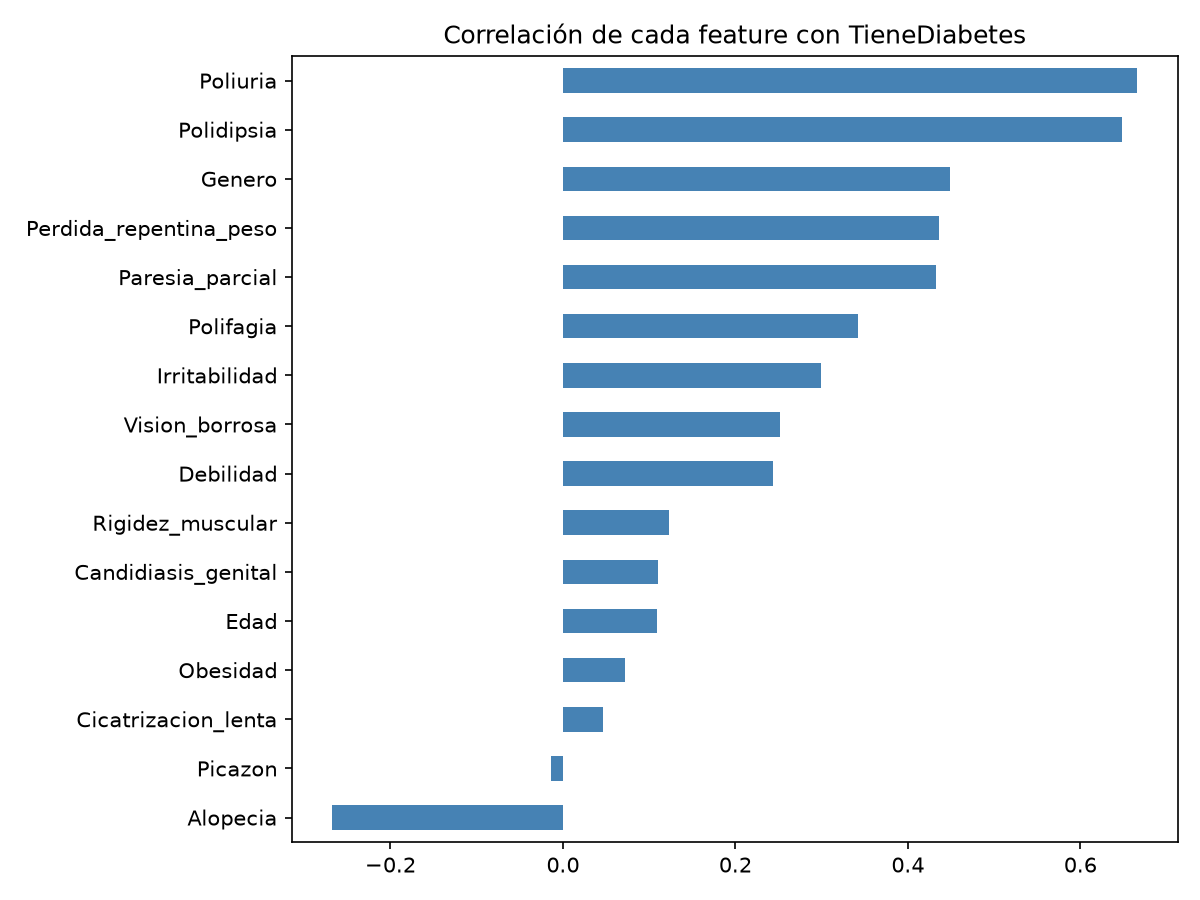 Correlación de cada feature con TieneDiabetes
Poliuria
Polidipsia
Genero
Perdida_repentina_peso
Paresia_parcial
Polifagia
Irritabilidad
Vision_borrosa
Debilidad
Rigidez_muscular
Candidiasis_genital
Edad
Obesidad
Cicatrizacion_lenta
Picazon
Alopecia
−0.2 0.0 0.2 0.4 0.6